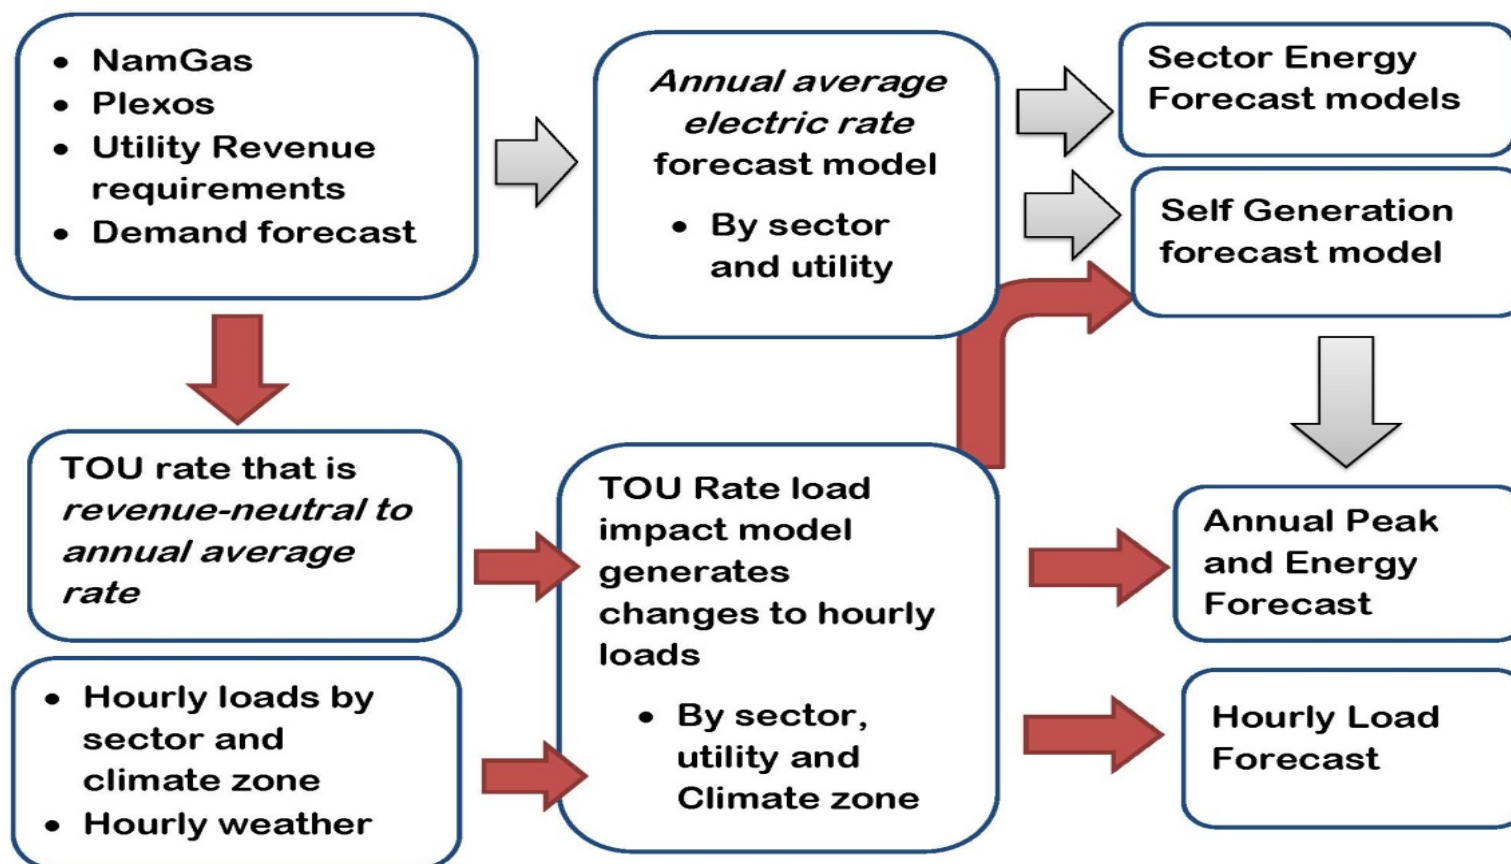 • NamGas
• Plexos
• Utility Revenue
requirements
• Demand forecast
Annual average
electric rate
forecast model
• By sector
and utility
Sector Energy
Forecast models
Self Generation
forecast model
TOU rate that is
revenue-neutral to
annual average
rate
TOU Rate load
impact model
generates
changes to hourly
loads
• By sector,
utility and
Climate zone
Annual Peak
and Energy
Forecast
• Hourly loads by
sector and
climate zone
• Hourly weather
Hourly Load
Forecast